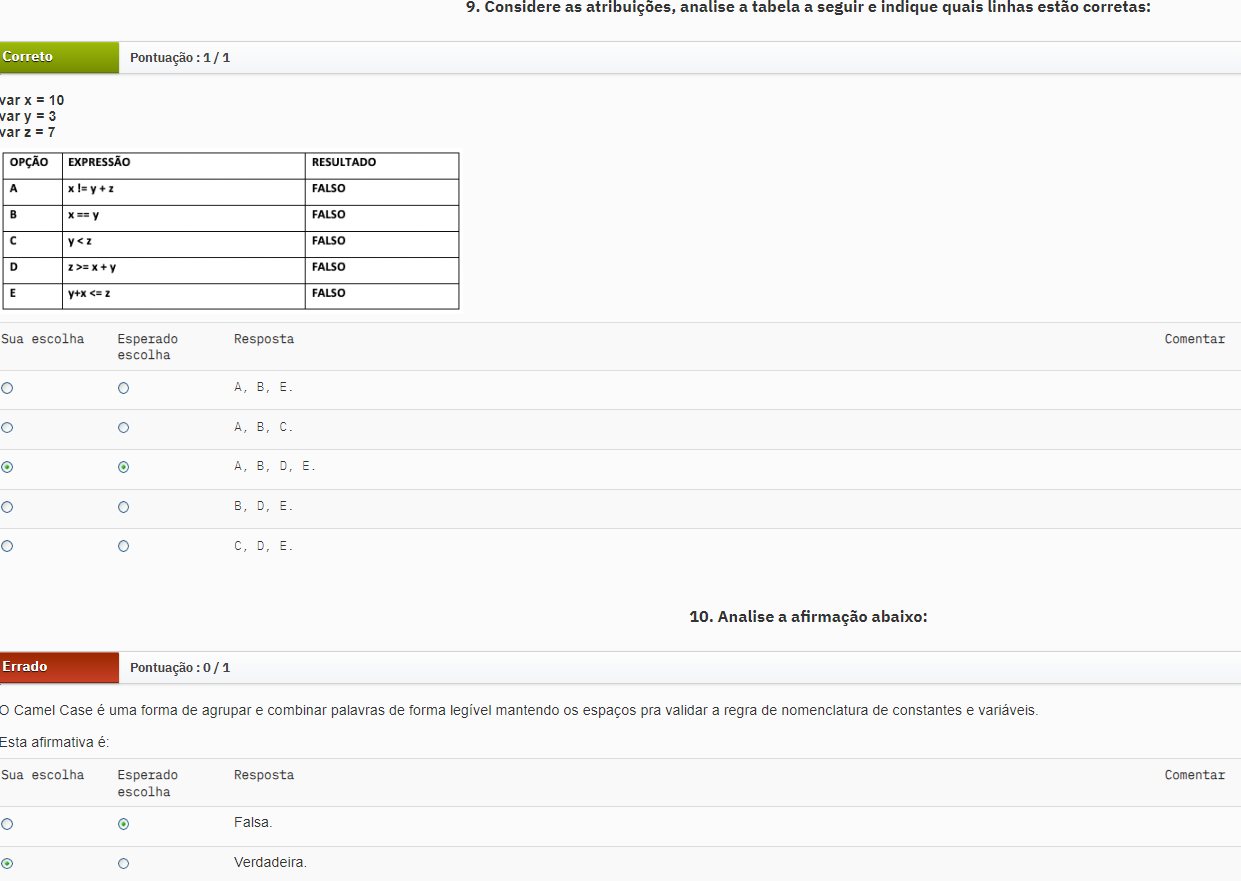 9. Considere as atribuições, analise a tabela a seguir e indique quais linhas estão corretas:
Correto Pontuação : 1 / 1
var x = 10
var y = 3
var z = 7
OPÇÃO EXPRESSÃO RESULTADO
A x != y + z FALSO
B x == y FALSO
C y < z FALSO
D z >= x + y FALSO
E y+x <= z FALSO
Sua escolha Esperado escolha Resposta Comentar
A, B, E.
A, B, C.
A, B, D, E.
B, D, E.
C, D, E.
10. Analise a afirmação abaixo:
Errado Pontuação : 0 / 1
O Camel Case é uma forma de agrupar e combinar palavras de forma legível mantendo os espaços pra validar a regra de nomenclatura de constantes e variáveis.
Esta afirmativa é:
Sua escolha Esperado escolha Resposta Comentar
Falsa.
Verdadeira.